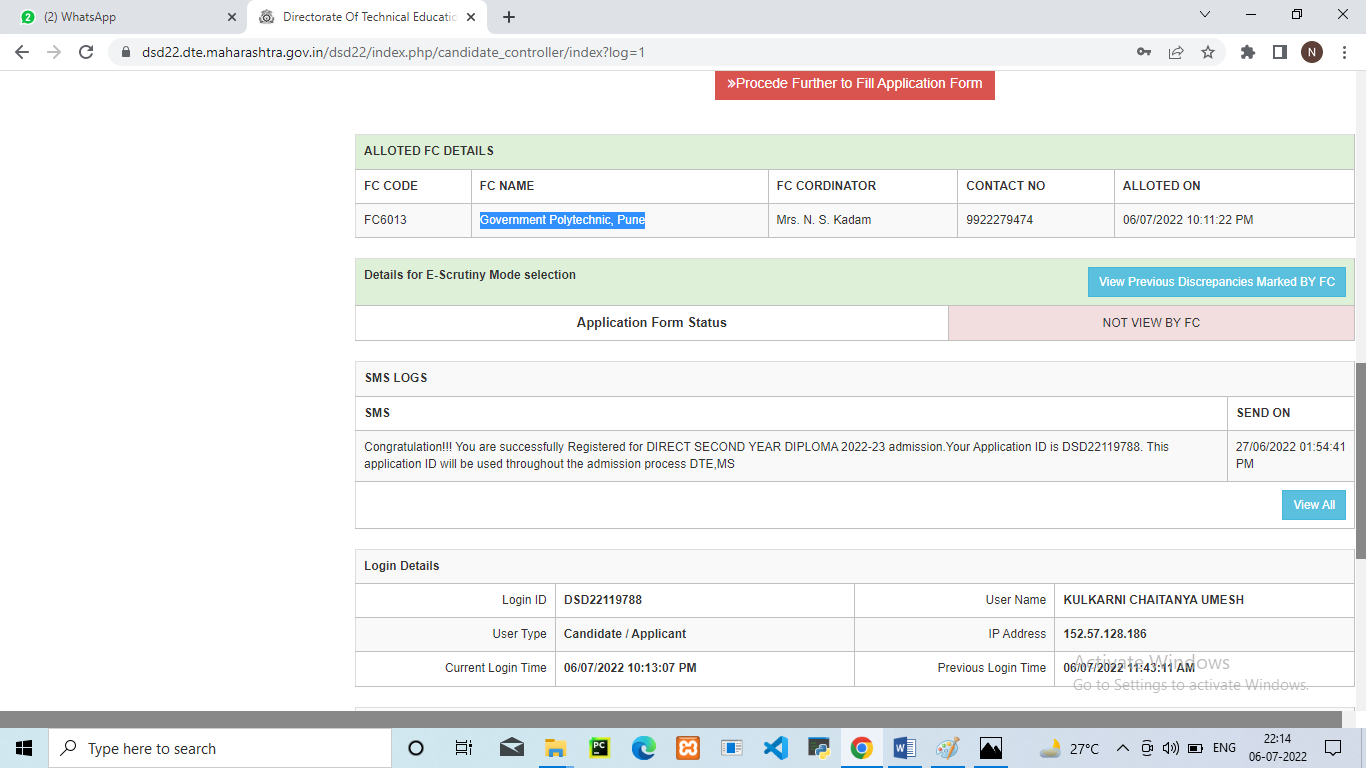 (2) WhatsApp
Directorate Of Technical Educatic
dsd22.dte.maharashtra.gov.in/dsd22/index.php/candidate_controller/index?log=1
N
»Procede Further to Fill Application Form
ALLOTED FC DETAILS
FC CODE FC NAME FC CORDINATOR CONTACT NO ALLOTED ON
FC6013 Government Polytechnic, Pune Mrs. N. S. Kadam 9922279474 06/07/2022 10:11:22 PM
Details for E-Scrutiny Mode selection View Previous Discrepancies Marked BY FC
Application Form Status NOT VIEW BY FC
SMS LOGS
SMS SEND ON
Congratulation!!! You are successfully Registered for DIRECT SECOND YEAR DIPLOMA 2022-23 admission.Your Application ID is DSD22119788. This 27/06/2022 01:54:41
application ID will be used throughout the admission process DTE,MS PM
View All
Login Details
Login ID DSD22119788 User Name KULKARNI CHAITANYA UMESH
User Type Candidate / Applicant IP Address 152.57.128.186
Current Login Time 06/07/2022 10:13:07 PM Previous Login Time 06/07/2022 11:43:11 AM
Activate Windows
Go to Settings to activate Windows.
Type here to search
27°C ENG 22:14
06-07-2022